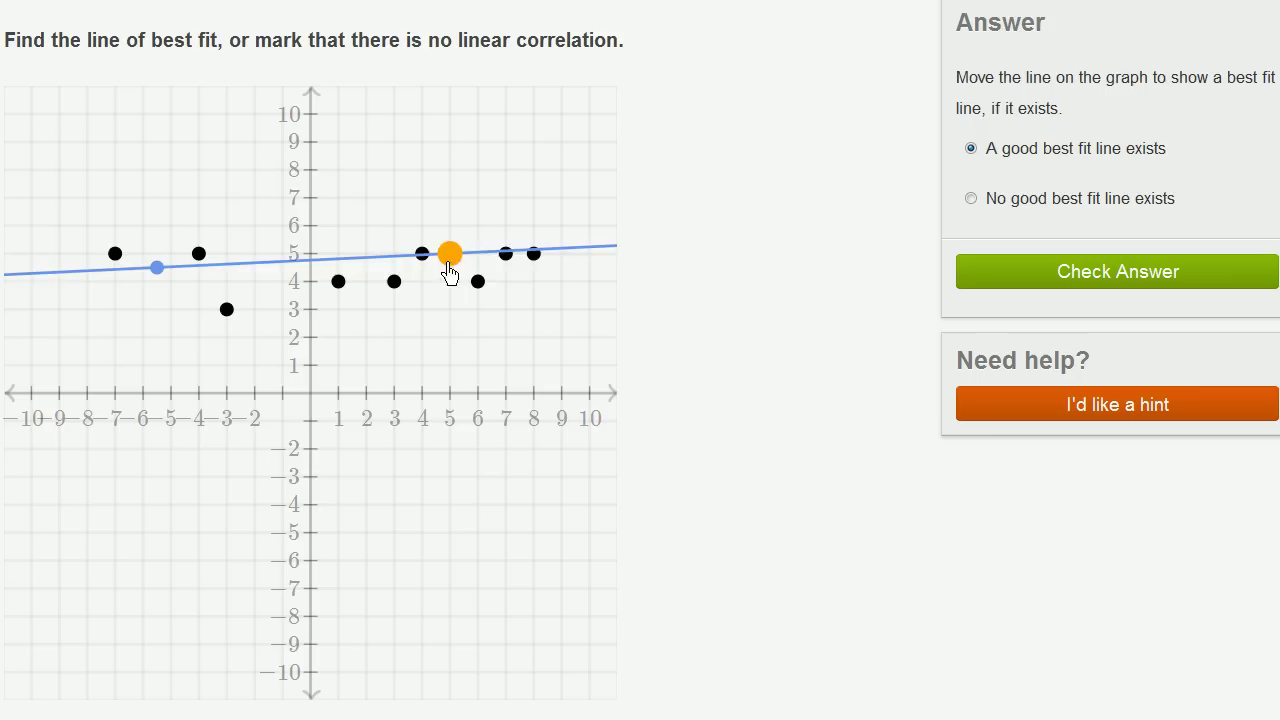 Find the line of best fit, or mark that there is no linear correlation.
10
9
8
7
6
5
4
3
2
1
−10 −9 −8 −7 −6 −5 −4 −3 −2 1 2 3 4 5 6 7 8 9 10
−2
−3
−4
−5
−6
−7
−8
−9
−10
Answer
Move the line on the graph to show a best fit
line, if it exists.
A good best fit line exists
No good best fit line exists
Check Answer
Need help?
I'd like a hint